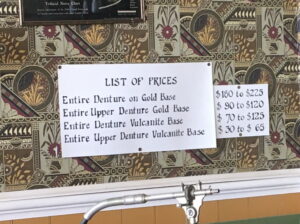 LIST OF PRICES
Entire Denture on Gold Base $150 to $225
Entire Upper Denture Gold Base $90 to $120
Entire Denture Vulcanite Base $70 to $125
Entire Upper Denture Vulcanite Base $30 to $65